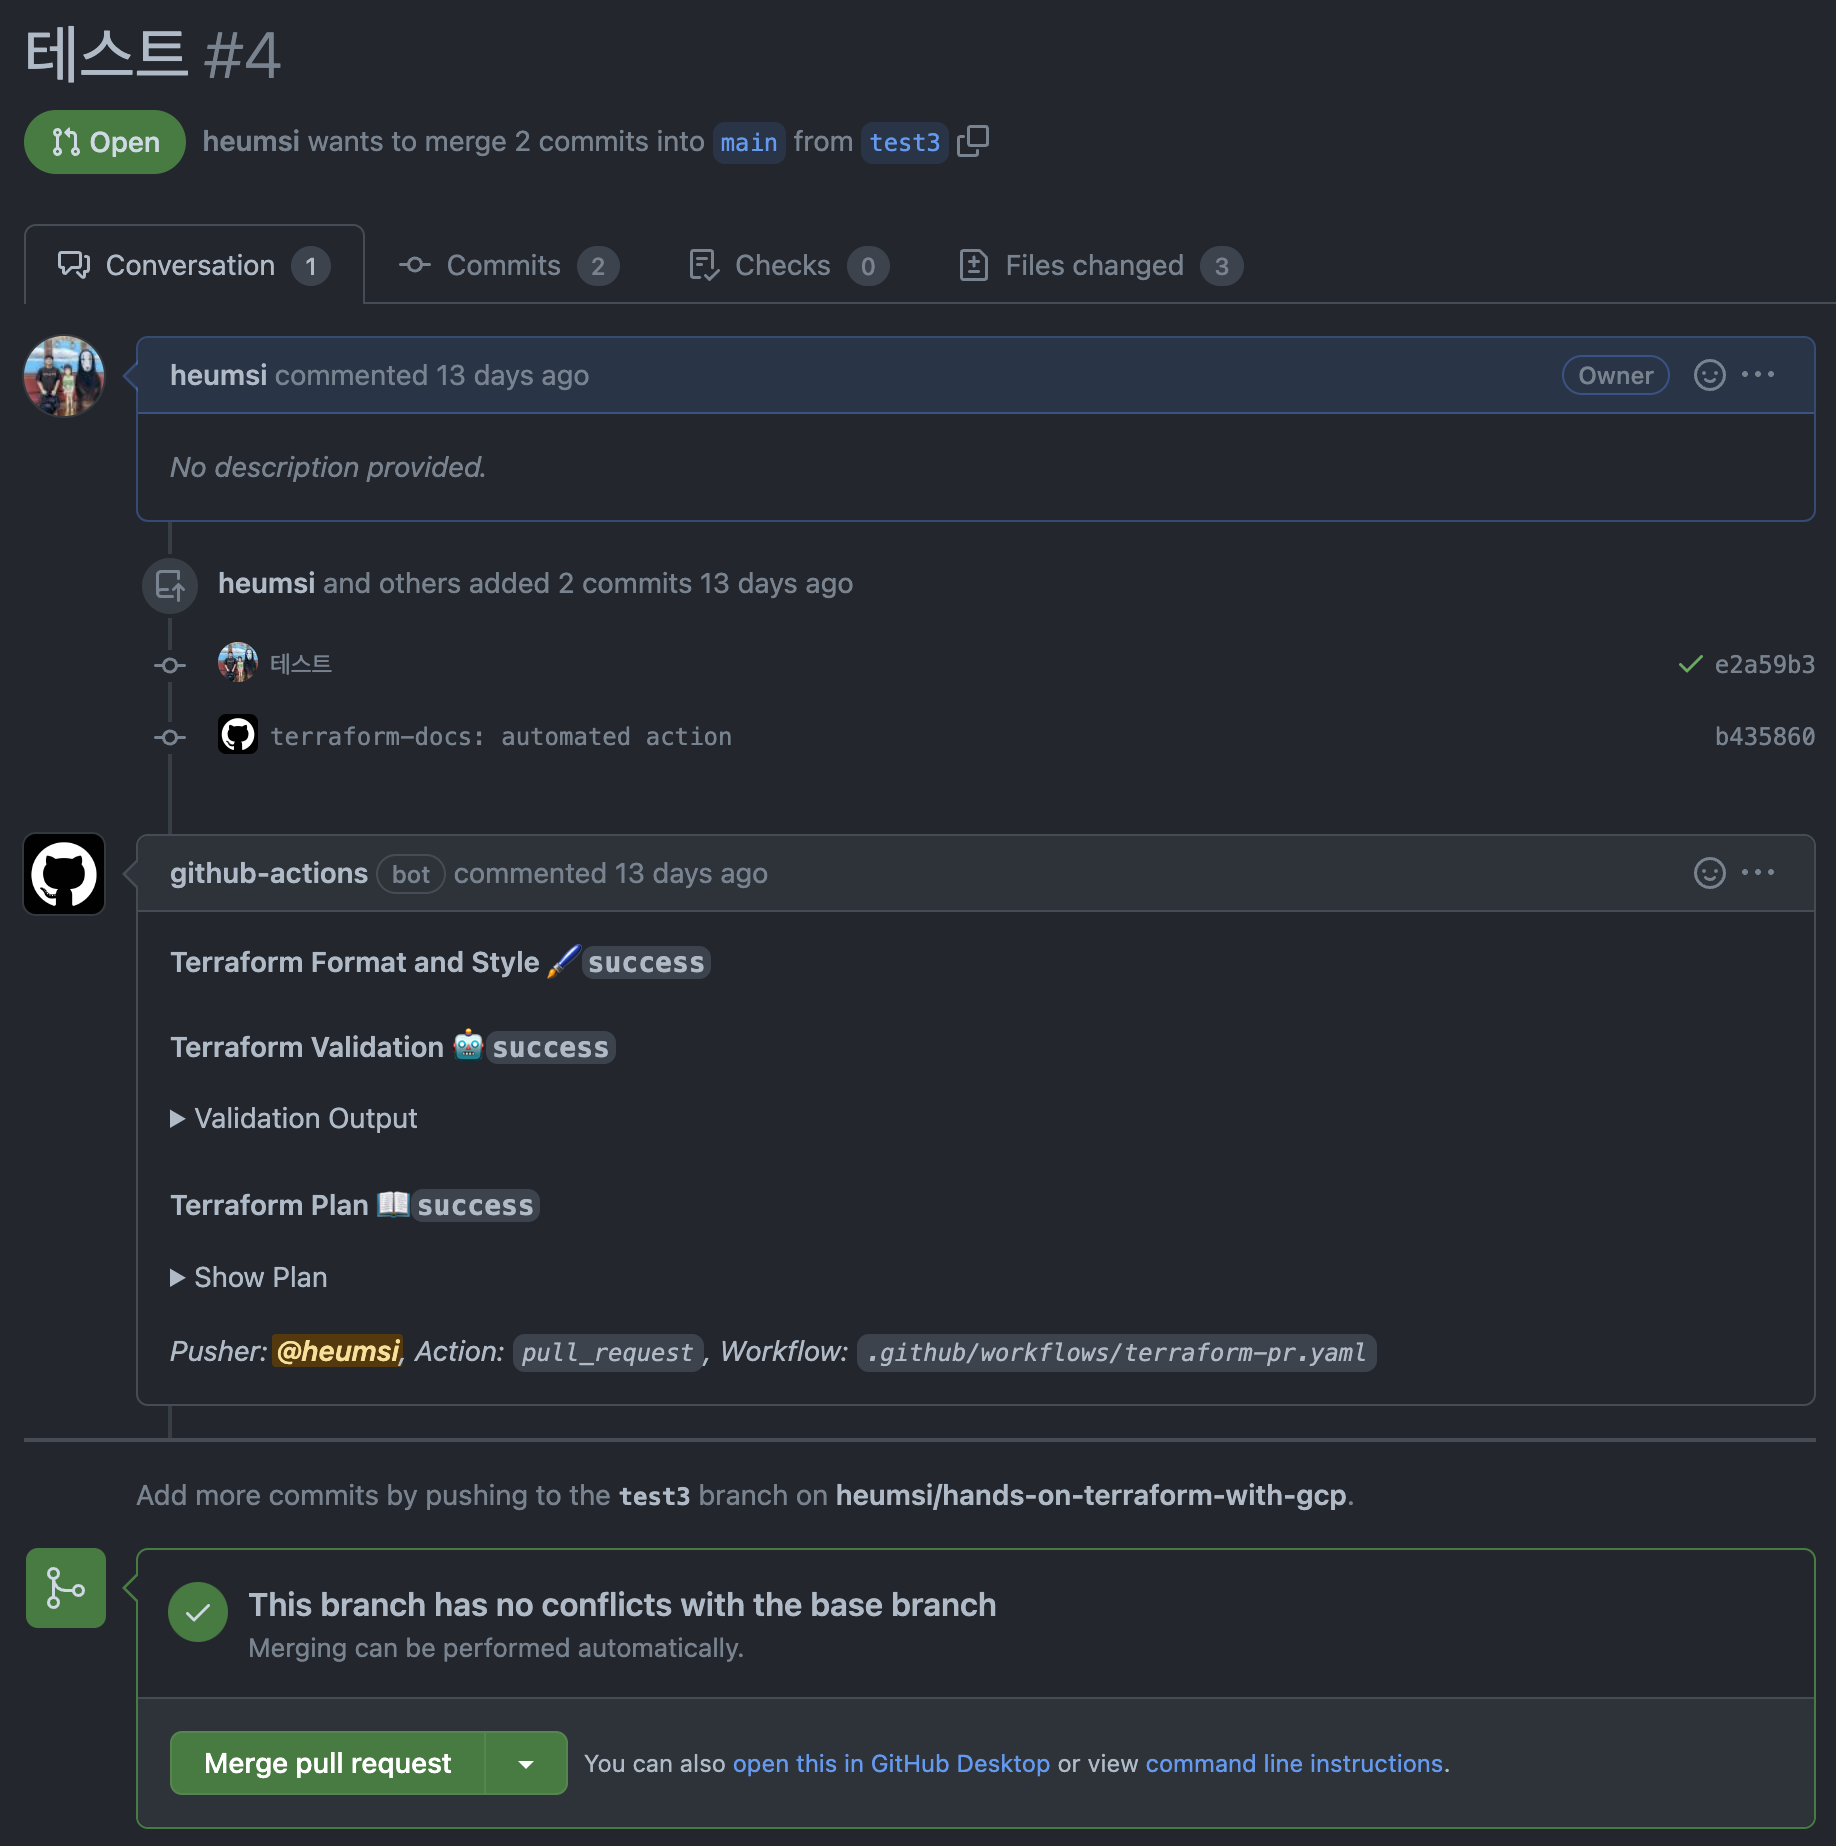 테스트 #4
Open heumsi wants to merge 2 commits into main from test3
Conversation 1 Commits 2 Checks 0 Files changed 3
heumsi commented 13 days ago Owner
No description provided.
heumsi and others added 2 commits 13 days ago
테스트 e2a59b3
terraform-docs: automated action b435860
github-actions bot commented 13 days ago
Terraform Format and Style 🖌success
Terraform Validation 🤖success
Validation Output
Terraform Plan 📖success
Show Plan
Pusher: @heumsi, Action: pull_request, Workflow: .github/workflows/terraform-pr.yaml
Add more commits by pushing to the test3 branch on heumsi/hands-on-terraform-with-gcp.
This branch has no conflicts with the base branch
Merging can be performed automatically.
Merge pull request You can also open this in GitHub Desktop or view command line instructions.